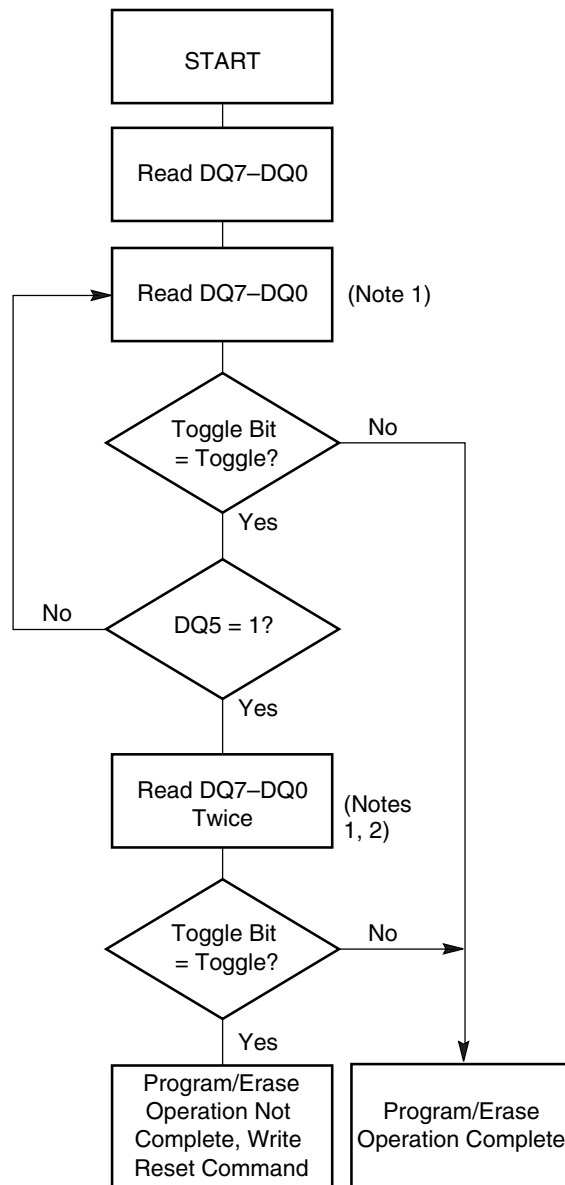 START
Read DQ7–DQ0
Read DQ7–DQ0
(Note 1)
Toggle Bit
= Toggle?
No
Yes
DQ5 = 1?
No
Yes
Read DQ7–DQ0
Twice
(Notes
1, 2)
Toggle Bit
= Toggle?
No
Yes
Program/Erase
Operation Not
Complete, Write
Reset Command
Program/Erase
Operation Complete